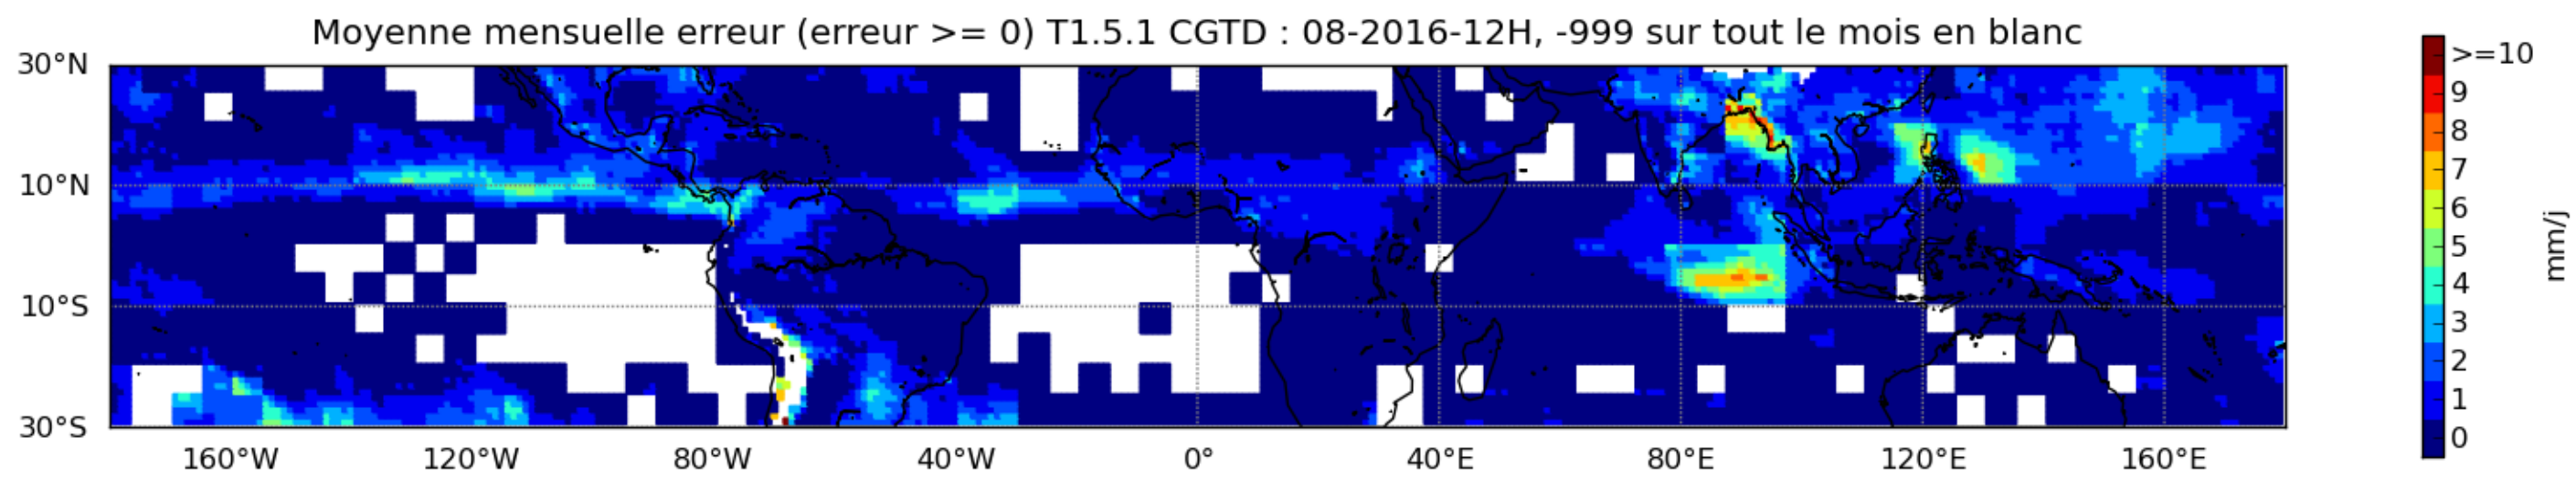 Moyenne mensuelle erreur (erreur >= 0) T1.5.1 CGTD : 08-2016-12H, -999 sur tout le mois en blanc
30°N
10°N
10°S
30°S
160°W 120°W 80°W 40°W 0° 40°E 80°E 120°E 160°E
>=10
9
8
7
6
5
4
3
2
1
0
mm/j